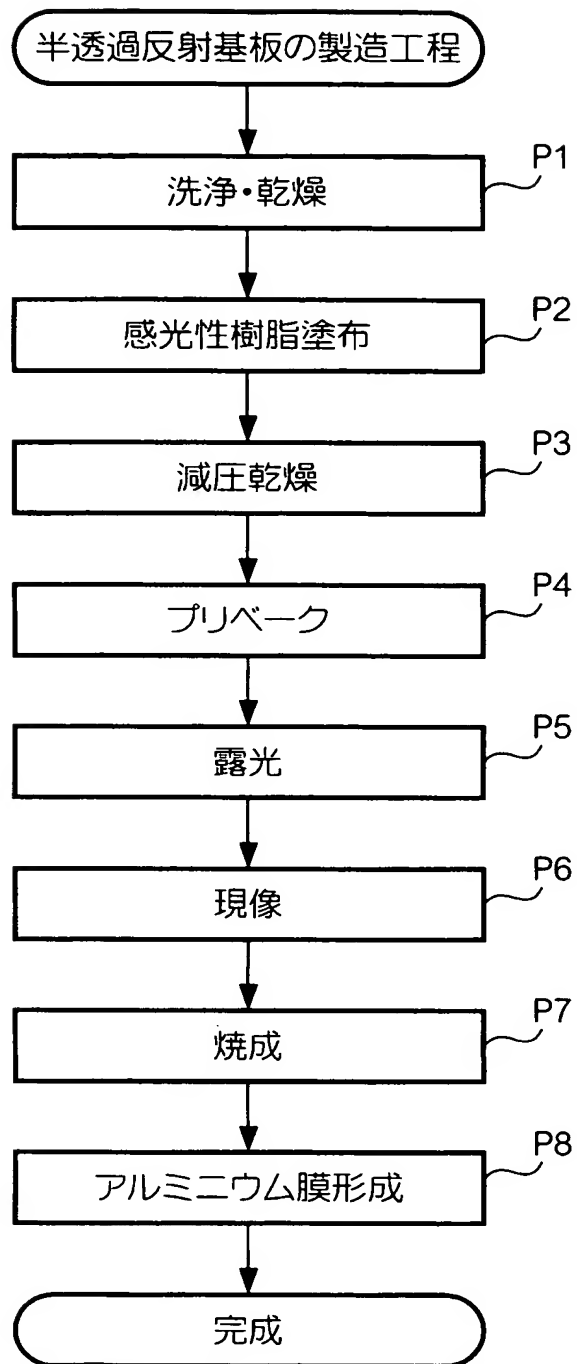 半透過反射基板の製造工程
P1
洗浄・乾燥
P2
感光性樹脂塗布
P3
減圧乾燥
P4
プリベーク
P5
露光
P6
現像
P7
焼成
P8
アルミニウム膜形成
完成